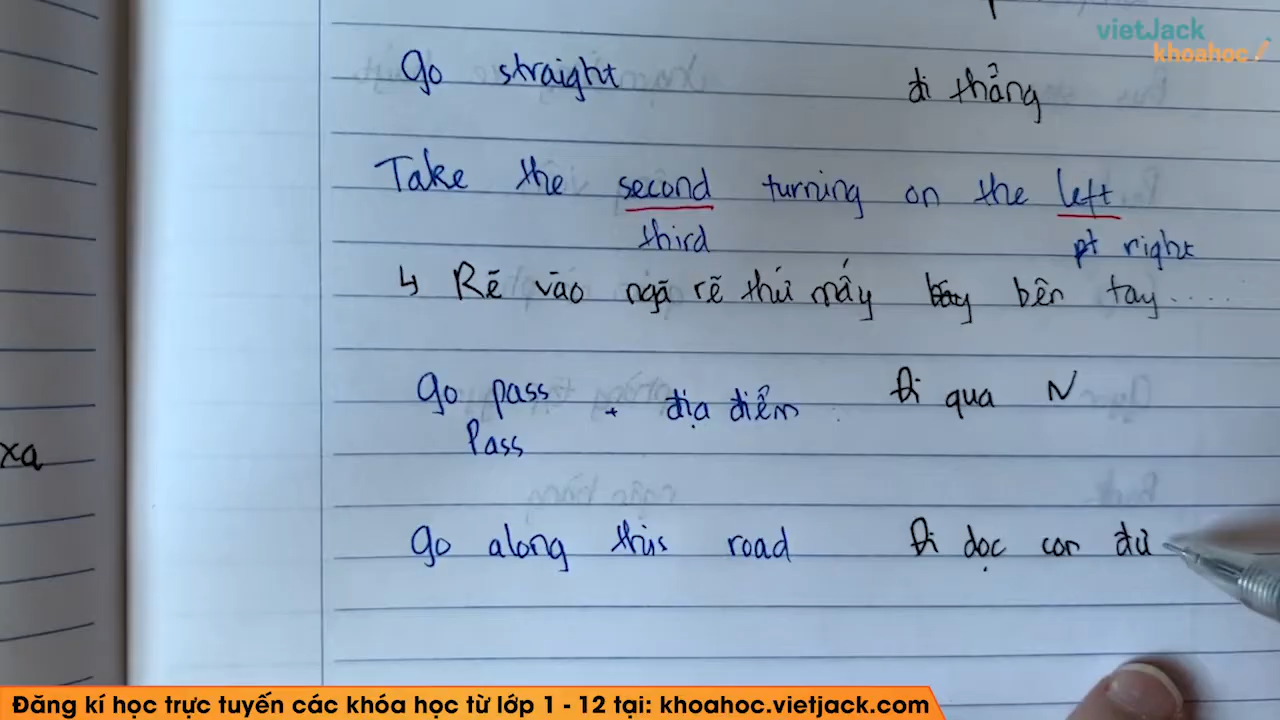 vietJack
khoahoc
Go straight đi thẳng
Take the second turning on the left
third pt right
↳ Rẽ vào ngã rẽ thứ mấy bên tay .....
Go pass + địa điểm Đi qua N
Pass
xa
Go along this road Đi dọc con đư
Đăng kí học trực tuyến các khóa học từ lớp 1 - 12 tại: khoahoc.vietjack.com